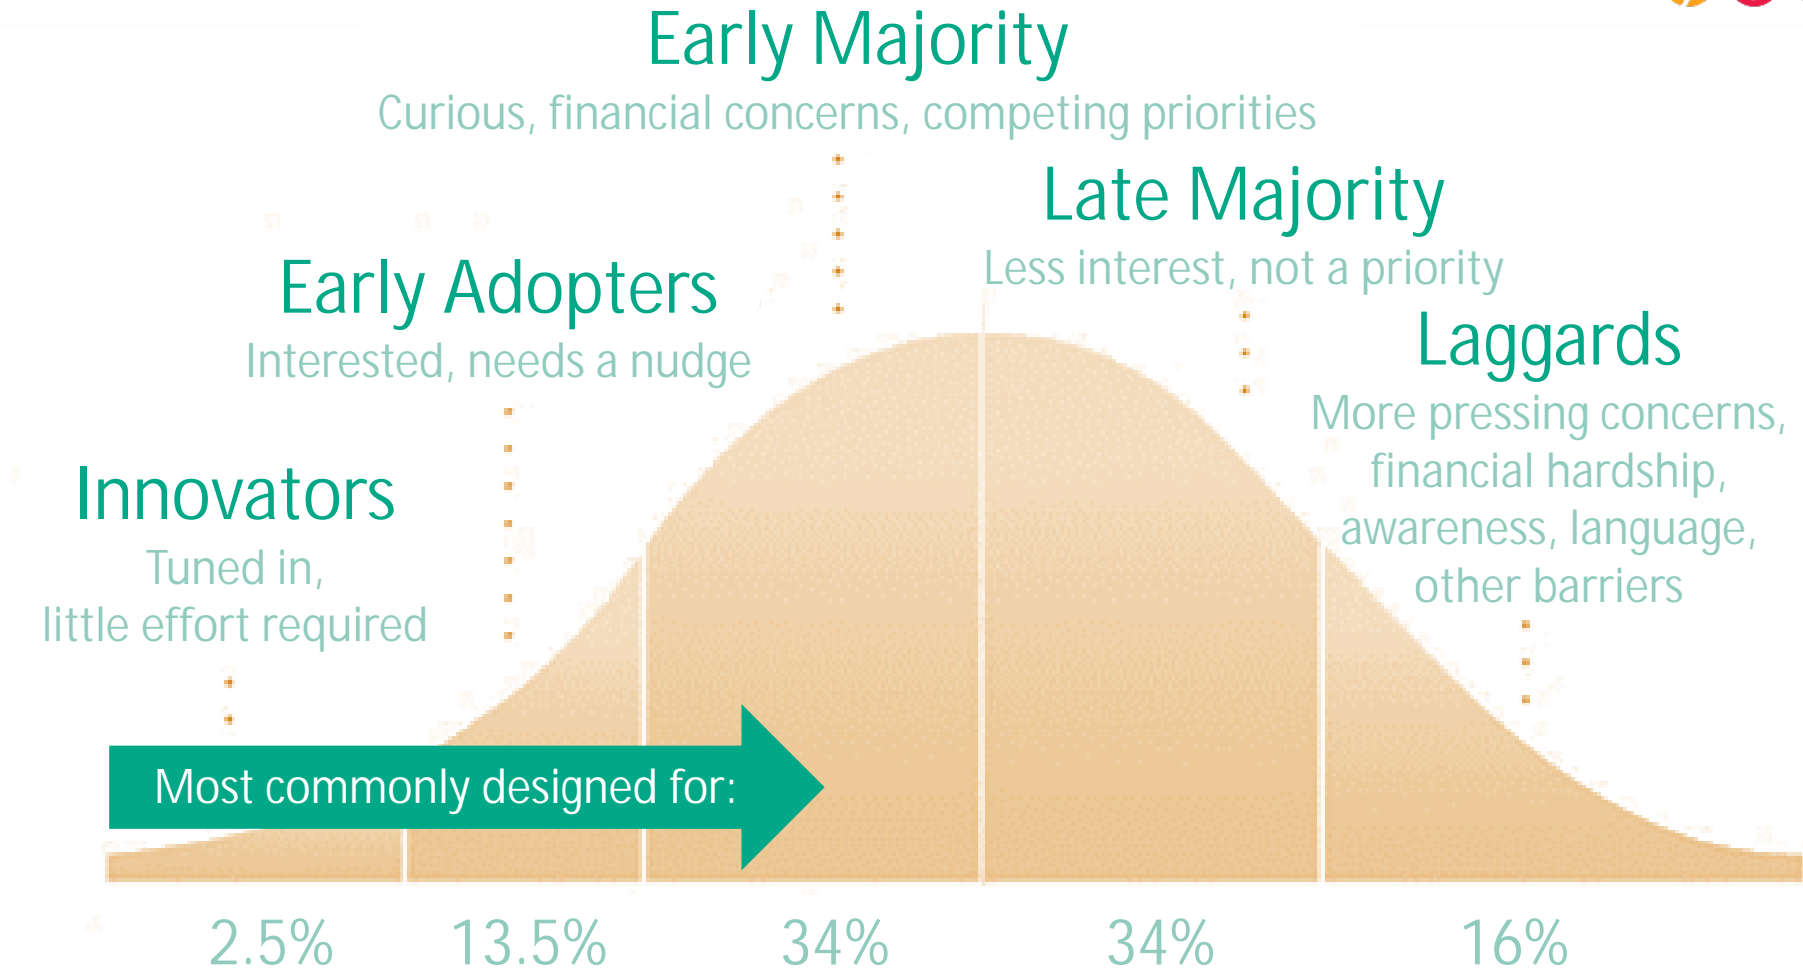 Early Majority
Curious, financial concerns, competing priorities
Late Majority
Less interest, not a priority
Early Adopters
Interested, needs a nudge
Laggards
More pressing concerns,
financial hardship,
awareness, language,
other barriers
Innovators
Tuned in,
little effort required
Most commonly designed for:
2.5%
13.5%
34%
34%
16%